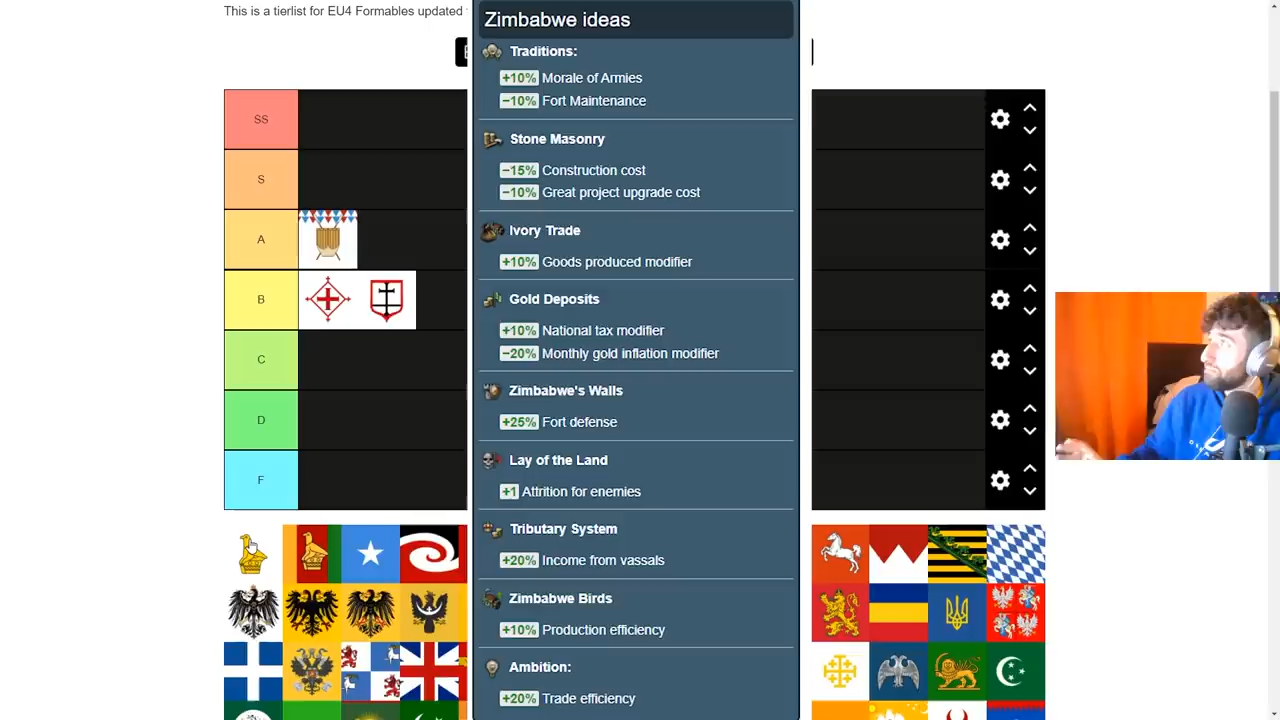 This is a tierlist for EU4 Formables updated
Zimbabwe ideas
Traditions:
+10% Morale of Armies
−10% Fort Maintenance
Stone Masonry
−15% Construction cost
−10% Great project upgrade cost
Ivory Trade
+10% Goods produced modifier
Gold Deposits
+10% National tax modifier
−20% Monthly gold inflation modifier
Zimbabwe's Walls
+25% Fort defense
Lay of the Land
+1 Attrition for enemies
Tributary System
+20% Income from vassals
Zimbabwe Birds
+10% Production efficiency
Ambition:
+20% Trade efficiency
SS
S
A
B
C
D
F